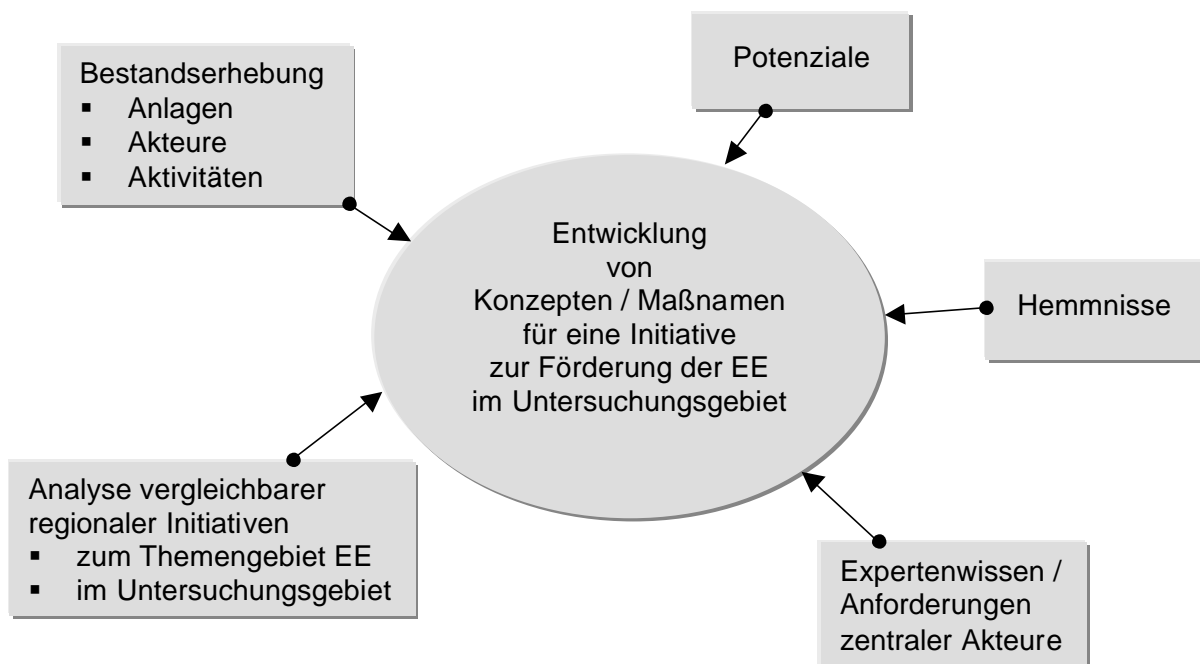 Bestandserhebung
▪ Anlagen
▪ Akteure
▪ Aktivitäten
Potenziale
Entwicklung
von
Konzepten / Maßnamen
für eine Initiative
zur Förderung der EE
im Untersuchungsgebiet
Hemmnisse
Analyse vergleichbarer
regionaler Initiativen
▪ zum Themengebiet EE
▪ im Untersuchungsgebiet
Expertenwissen /
Anforderungen
zentraler Akteure